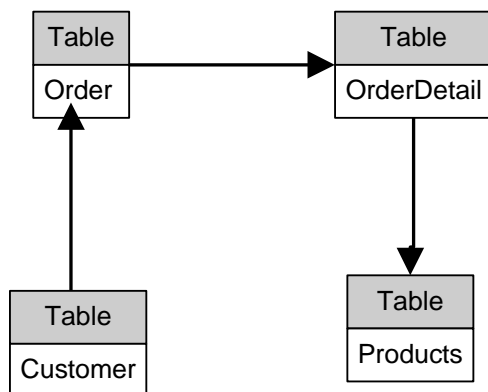 Table
Order
Table
OrderDetail
Table
Customer
Table
Products